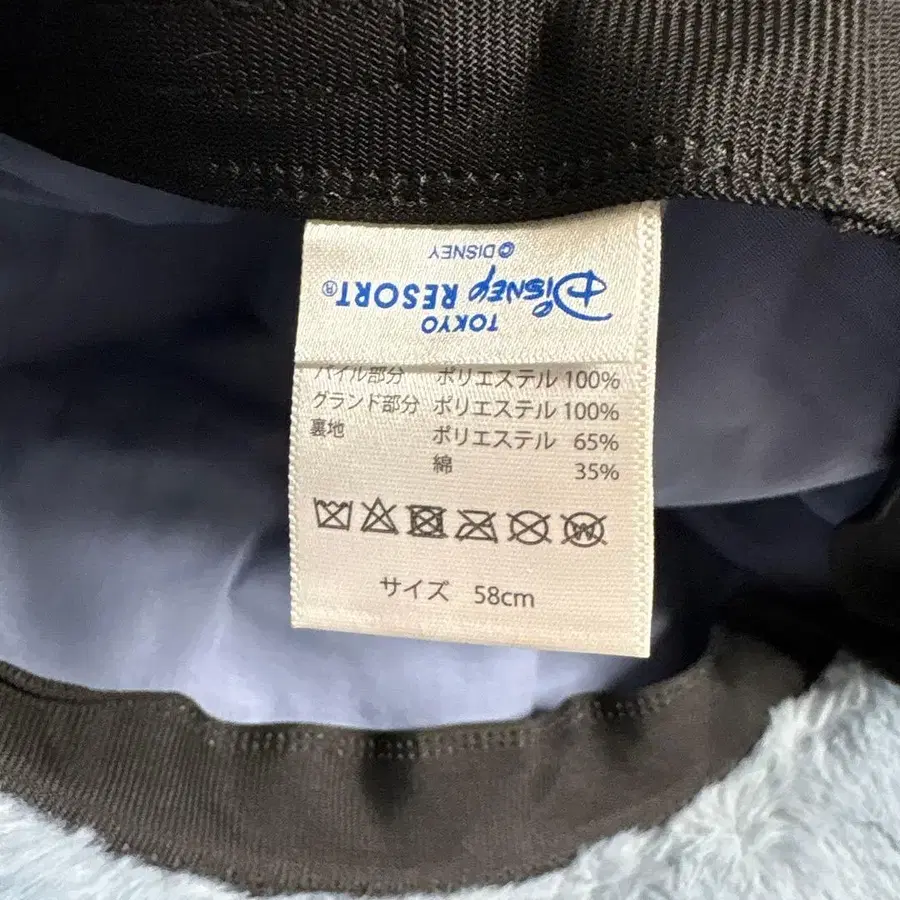 TOKYO
DISNEY RESORT®
© DISNEY
パイル部分 ポリエステル 100%
グランド部分 ポリエステル 100%
裏地 ポリエステル 65%
綿 35%
サイズ 58cm